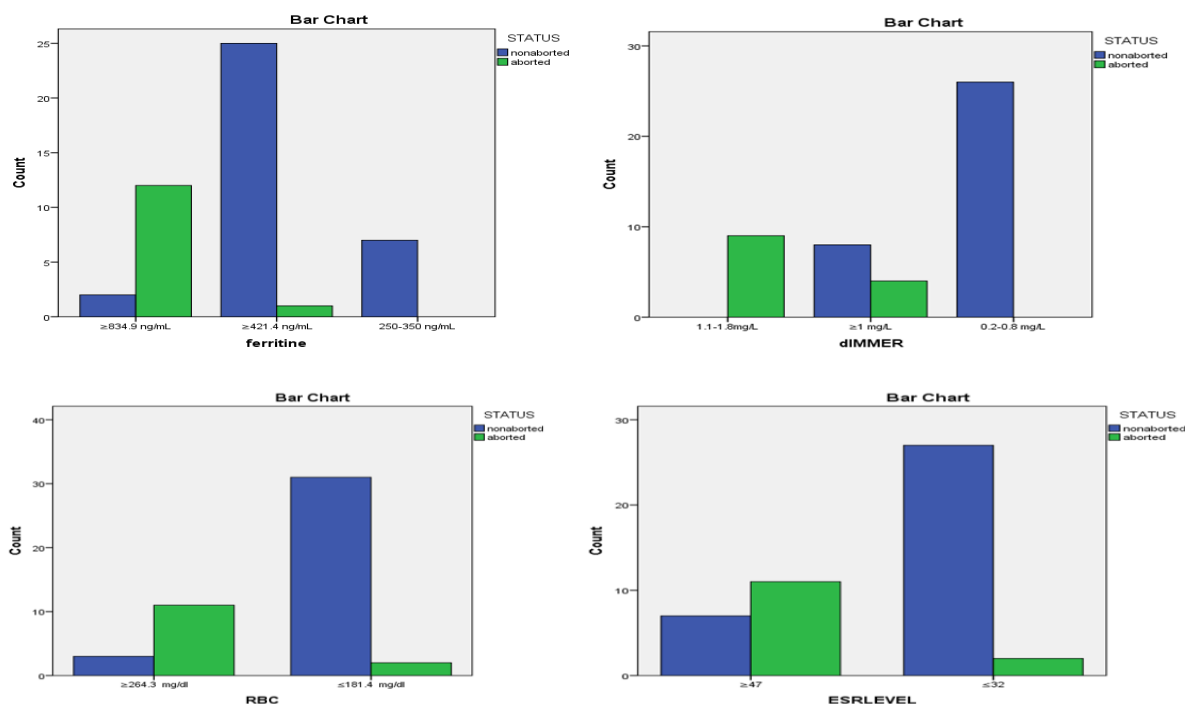 Bar Chart
STATUS
nonaborted
aborted
25
20
15
10
5
0
Count
≥834.9 ng/mL
≥421.4 ng/mL
250-350 ng/mL
ferritine
Bar Chart
STATUS
nonaborted
aborted
30
20
10
0
Count
1.1-1.8mg/L
≥1 mg/L
0.2-0.8 mg/L
dIMMER
Bar Chart
STATUS
nonaborted
aborted
40
30
20
10
0
Count
≥264.3 mg/dl
≤181.4 mg/dl
RBC
Bar Chart
STATUS
nonaborted
aborted
30
20
10
0
Count
≥47
≤32
ESRLEVEL